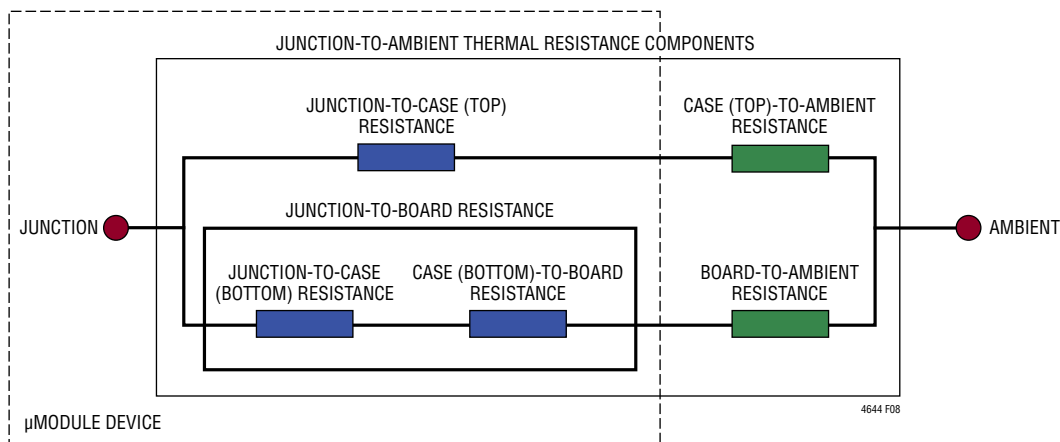 JUNCTION-TO-AMBIENT THERMAL RESISTANCE COMPONENTS
JUNCTION-TO-CASE (TOP)
RESISTANCE
CASE (TOP)-TO-AMBIENT
RESISTANCE
JUNCTION
JUNCTION-TO-BOARD RESISTANCE
AMBIENT
JUNCTION-TO-CASE
(BOTTOM) RESISTANCE
CASE (BOTTOM)-TO-BOARD
RESISTANCE
BOARD-TO-AMBIENT
RESISTANCE
4644 F08
µMODULE DEVICE